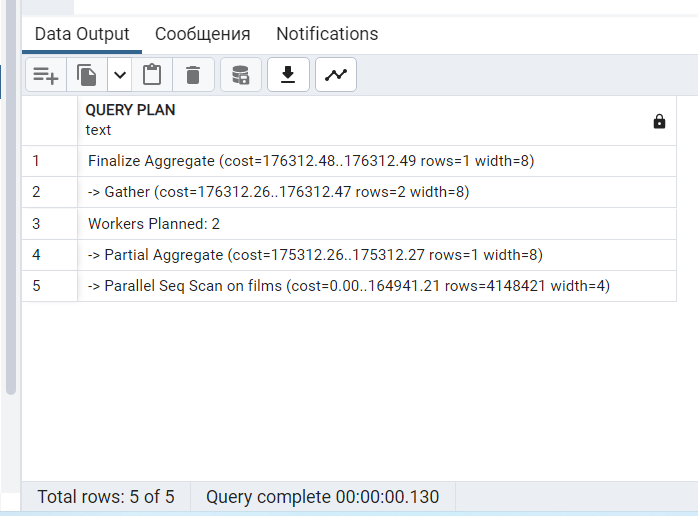 Data Output Сообщения Notifications
QUERY PLAN
text
1 Finalize Aggregate (cost=176312.48..176312.49 rows=1 width=8)
2 -> Gather (cost=176312.26..176312.47 rows=2 width=8)
3 Workers Planned: 2
4 -> Partial Aggregate (cost=175312.26..175312.27 rows=1 width=8)
5 -> Parallel Seq Scan on films (cost=0.00..164941.21 rows=4148421 width=4)
Total rows: 5 of 5 Query complete 00:00:00.130